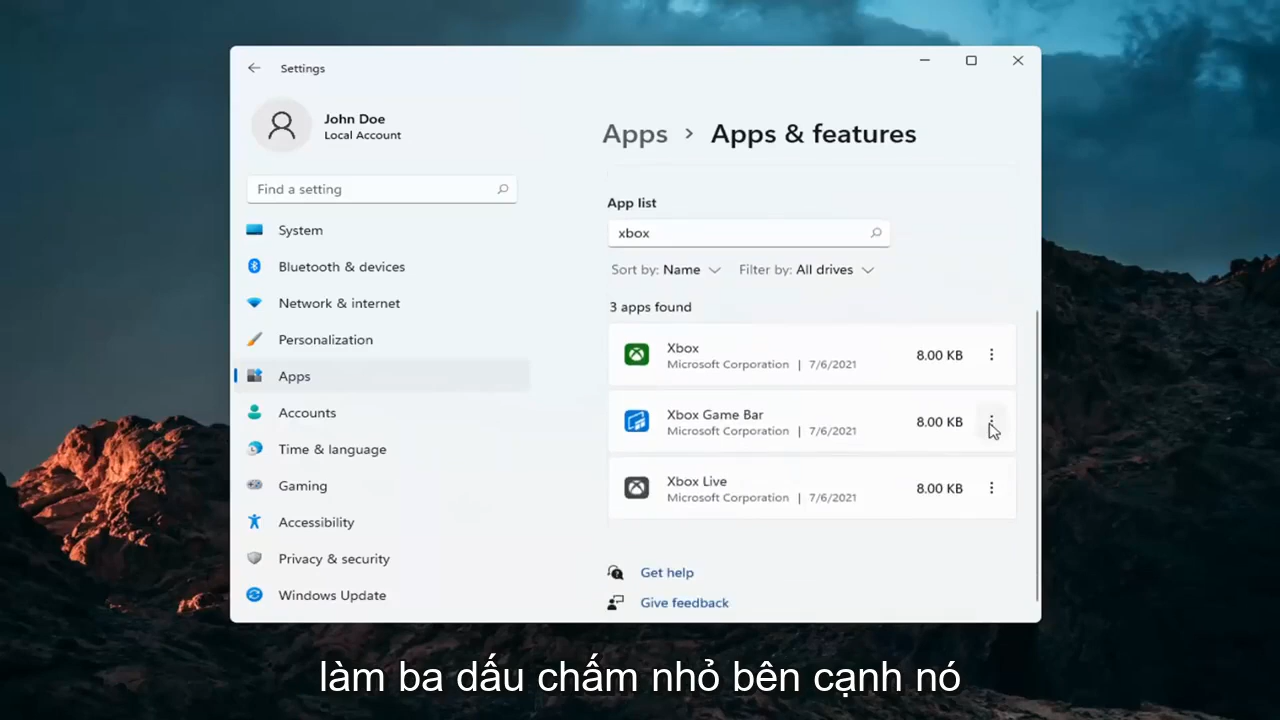 Settings
John Doe
Local Account
Find a setting
System
Bluetooth & devices
Network & internet
Personalization
Apps
Accounts
Time & language
Gaming
Accessibility
Privacy & security
Windows Update
Apps > Apps & features
App list
xbox
Sort by: Name Filter by: All drives
3 apps found
Xbox
Microsoft Corporation | 7/6/2021
8.00 KB
Xbox Game Bar
Microsoft Corporation | 7/6/2021
8.00 KB
Xbox Live
Microsoft Corporation | 7/6/2021
8.00 KB
Get help
Give feedback
làm ba dấu chấm nhỏ bên cạnh nó